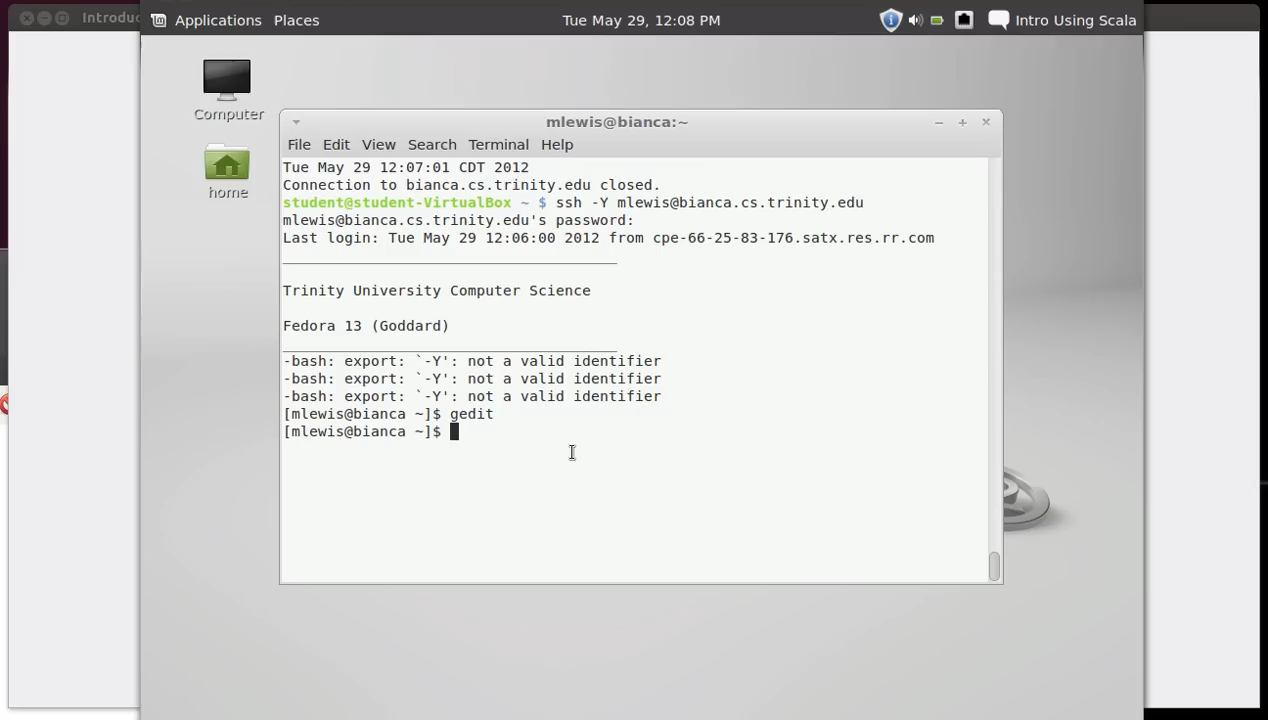 Introduc
Applications Places
Tue May 29, 12:08 PM
Intro Using Scala
Computer
home
mlewis@bianca:~
File Edit View Search Terminal Help
Tue May 29 12:07:01 CDT 2012
Connection to bianca.cs.trinity.edu closed.
student@student-VirtualBox ~ $ ssh -Y mlewis@bianca.cs.trinity.edu
mlewis@bianca.cs.trinity.edu's password:
Last login: Tue May 29 12:06:00 2012 from cpe-66-25-83-176.satx.res.rr.com
______________________________________
Trinity University Computer Science
Fedora 13 (Goddard)
______________________________________
-bash: export: `-Y': not a valid identifier
-bash: export: `-Y': not a valid identifier
-bash: export: `-Y': not a valid identifier
[mlewis@bianca ~]$ gedit
[mlewis@bianca ~]$